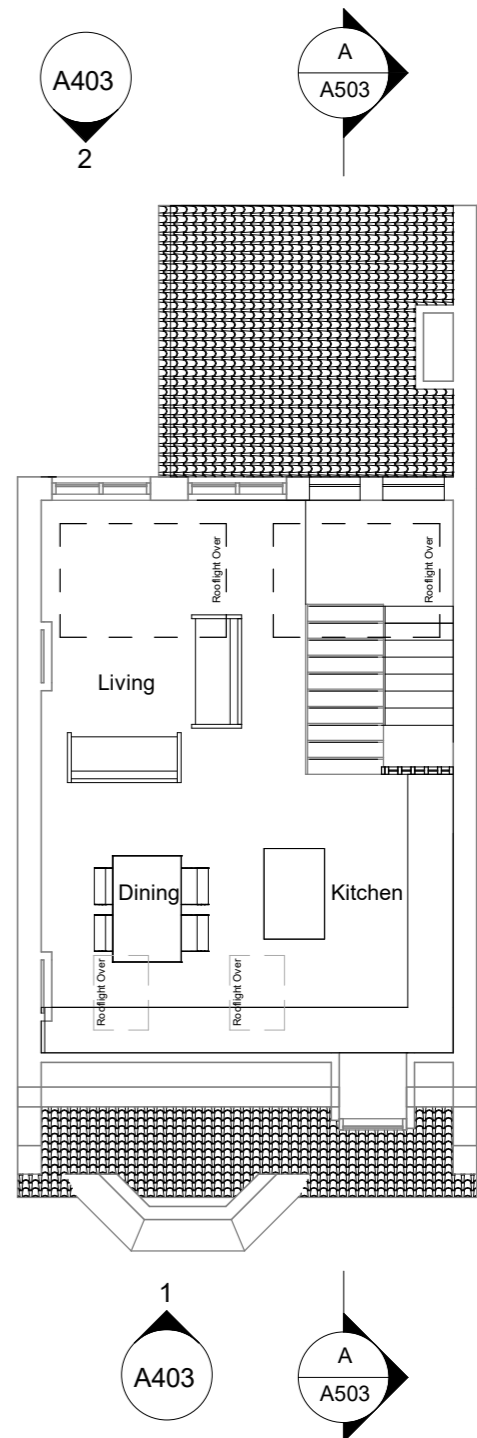 A403
2
A
A503
Rooflight Over
Rooflight Over
Living
Dining
Kitchen
Rooflight Over
Rooflight Over
1
A403
A
A503